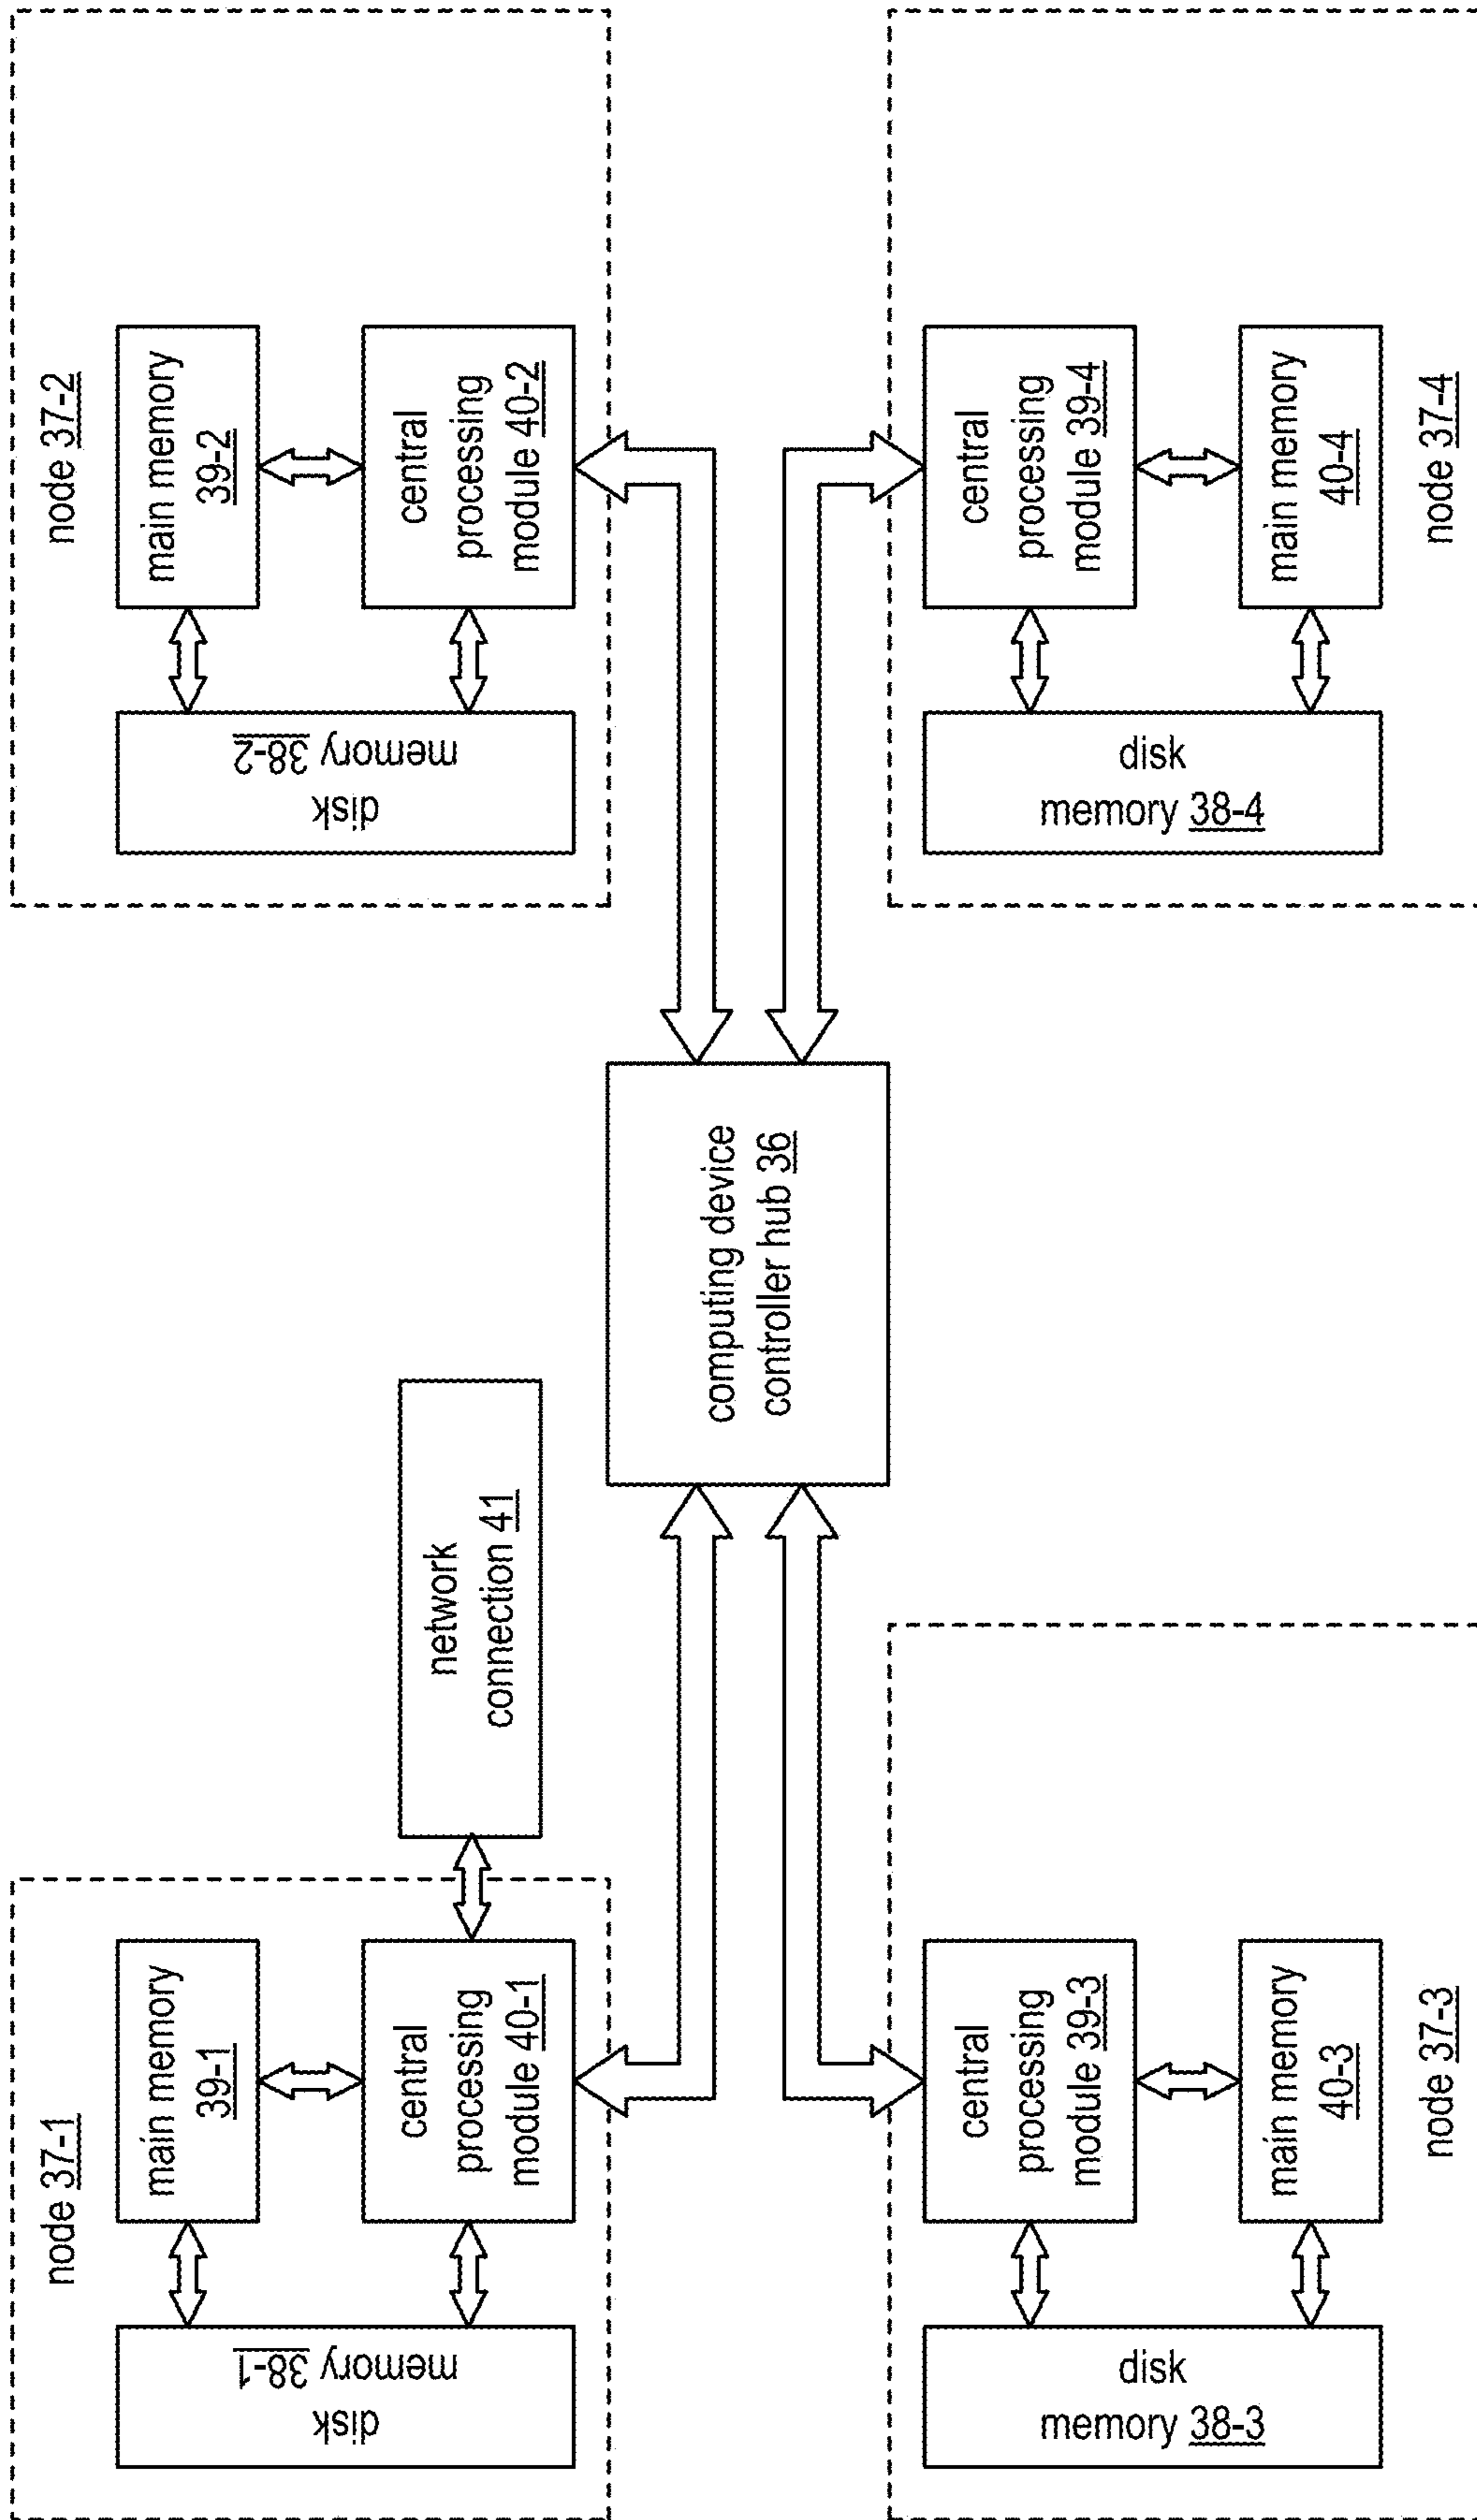 node 37-1
main memory
39-1
disk
memory 38-1
central
processing
module 40-1
network
connection 41
node 37-2
main memory
39-2
disk
memory 38-2
central
processing
module 40-2
computing device
controller hub 36
disk
memory 38-3
central
processing
module 39-3
main memory
40-3
node 37-3
disk
memory 38-4
central
processing
module 39-4
main memory
40-4
node 37-4